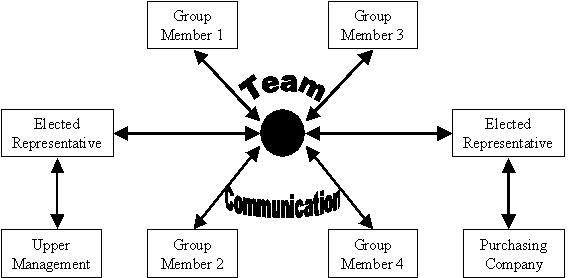 Group
Member 1
Group
Member 3
Team
Elected
Representative
Elected
Representative
Communication
Upper
Management
Group
Member 2
Group
Member 4
Purchasing
Company